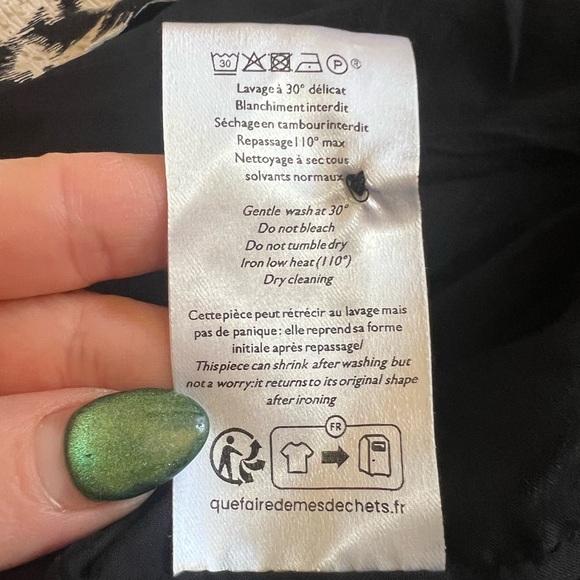 30 P ®
Lavage à 30° délicat
Blanchiment interdit
Séchage en tambour interdit
Repassage 110° max
Nettoyage à sec tous
solvants normaux
Gentle wash at 30°
Do not bleach
Do not tumble dry
Iron low heat (110°)
Dry cleaning
Cette pièce peut rétrécir au lavage mais
pas de panique : elle reprend sa forme
initiale après repassage!
This piece can shrink after washing but
not a worry: it returns to its original shape
after ironing
FR
quefairedemesdechets.fr